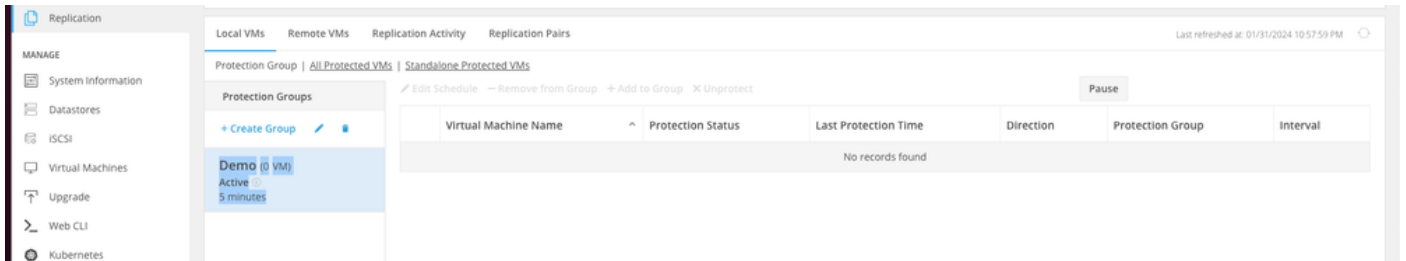 Replication
MANAGE
System Information
Datastores
iSCSI
Virtual Machines
Upgrade
Web CLI
Kubernetes
Local VMs Remote VMs Replication Activity Replication Pairs
Last refreshed at: 01/31/2024 10:57:59 PM
Protection Group | All Protected VMs | Standalone Protected VMs
Protection Groups
+ Create Group
Demo (0 VM)
Active
5 minutes
Edit Schedule − Remove from Group + Add to Group X Unprotect
Pause
Virtual Machine Name Protection Status Last Protection Time Direction Protection Group Interval
No records found